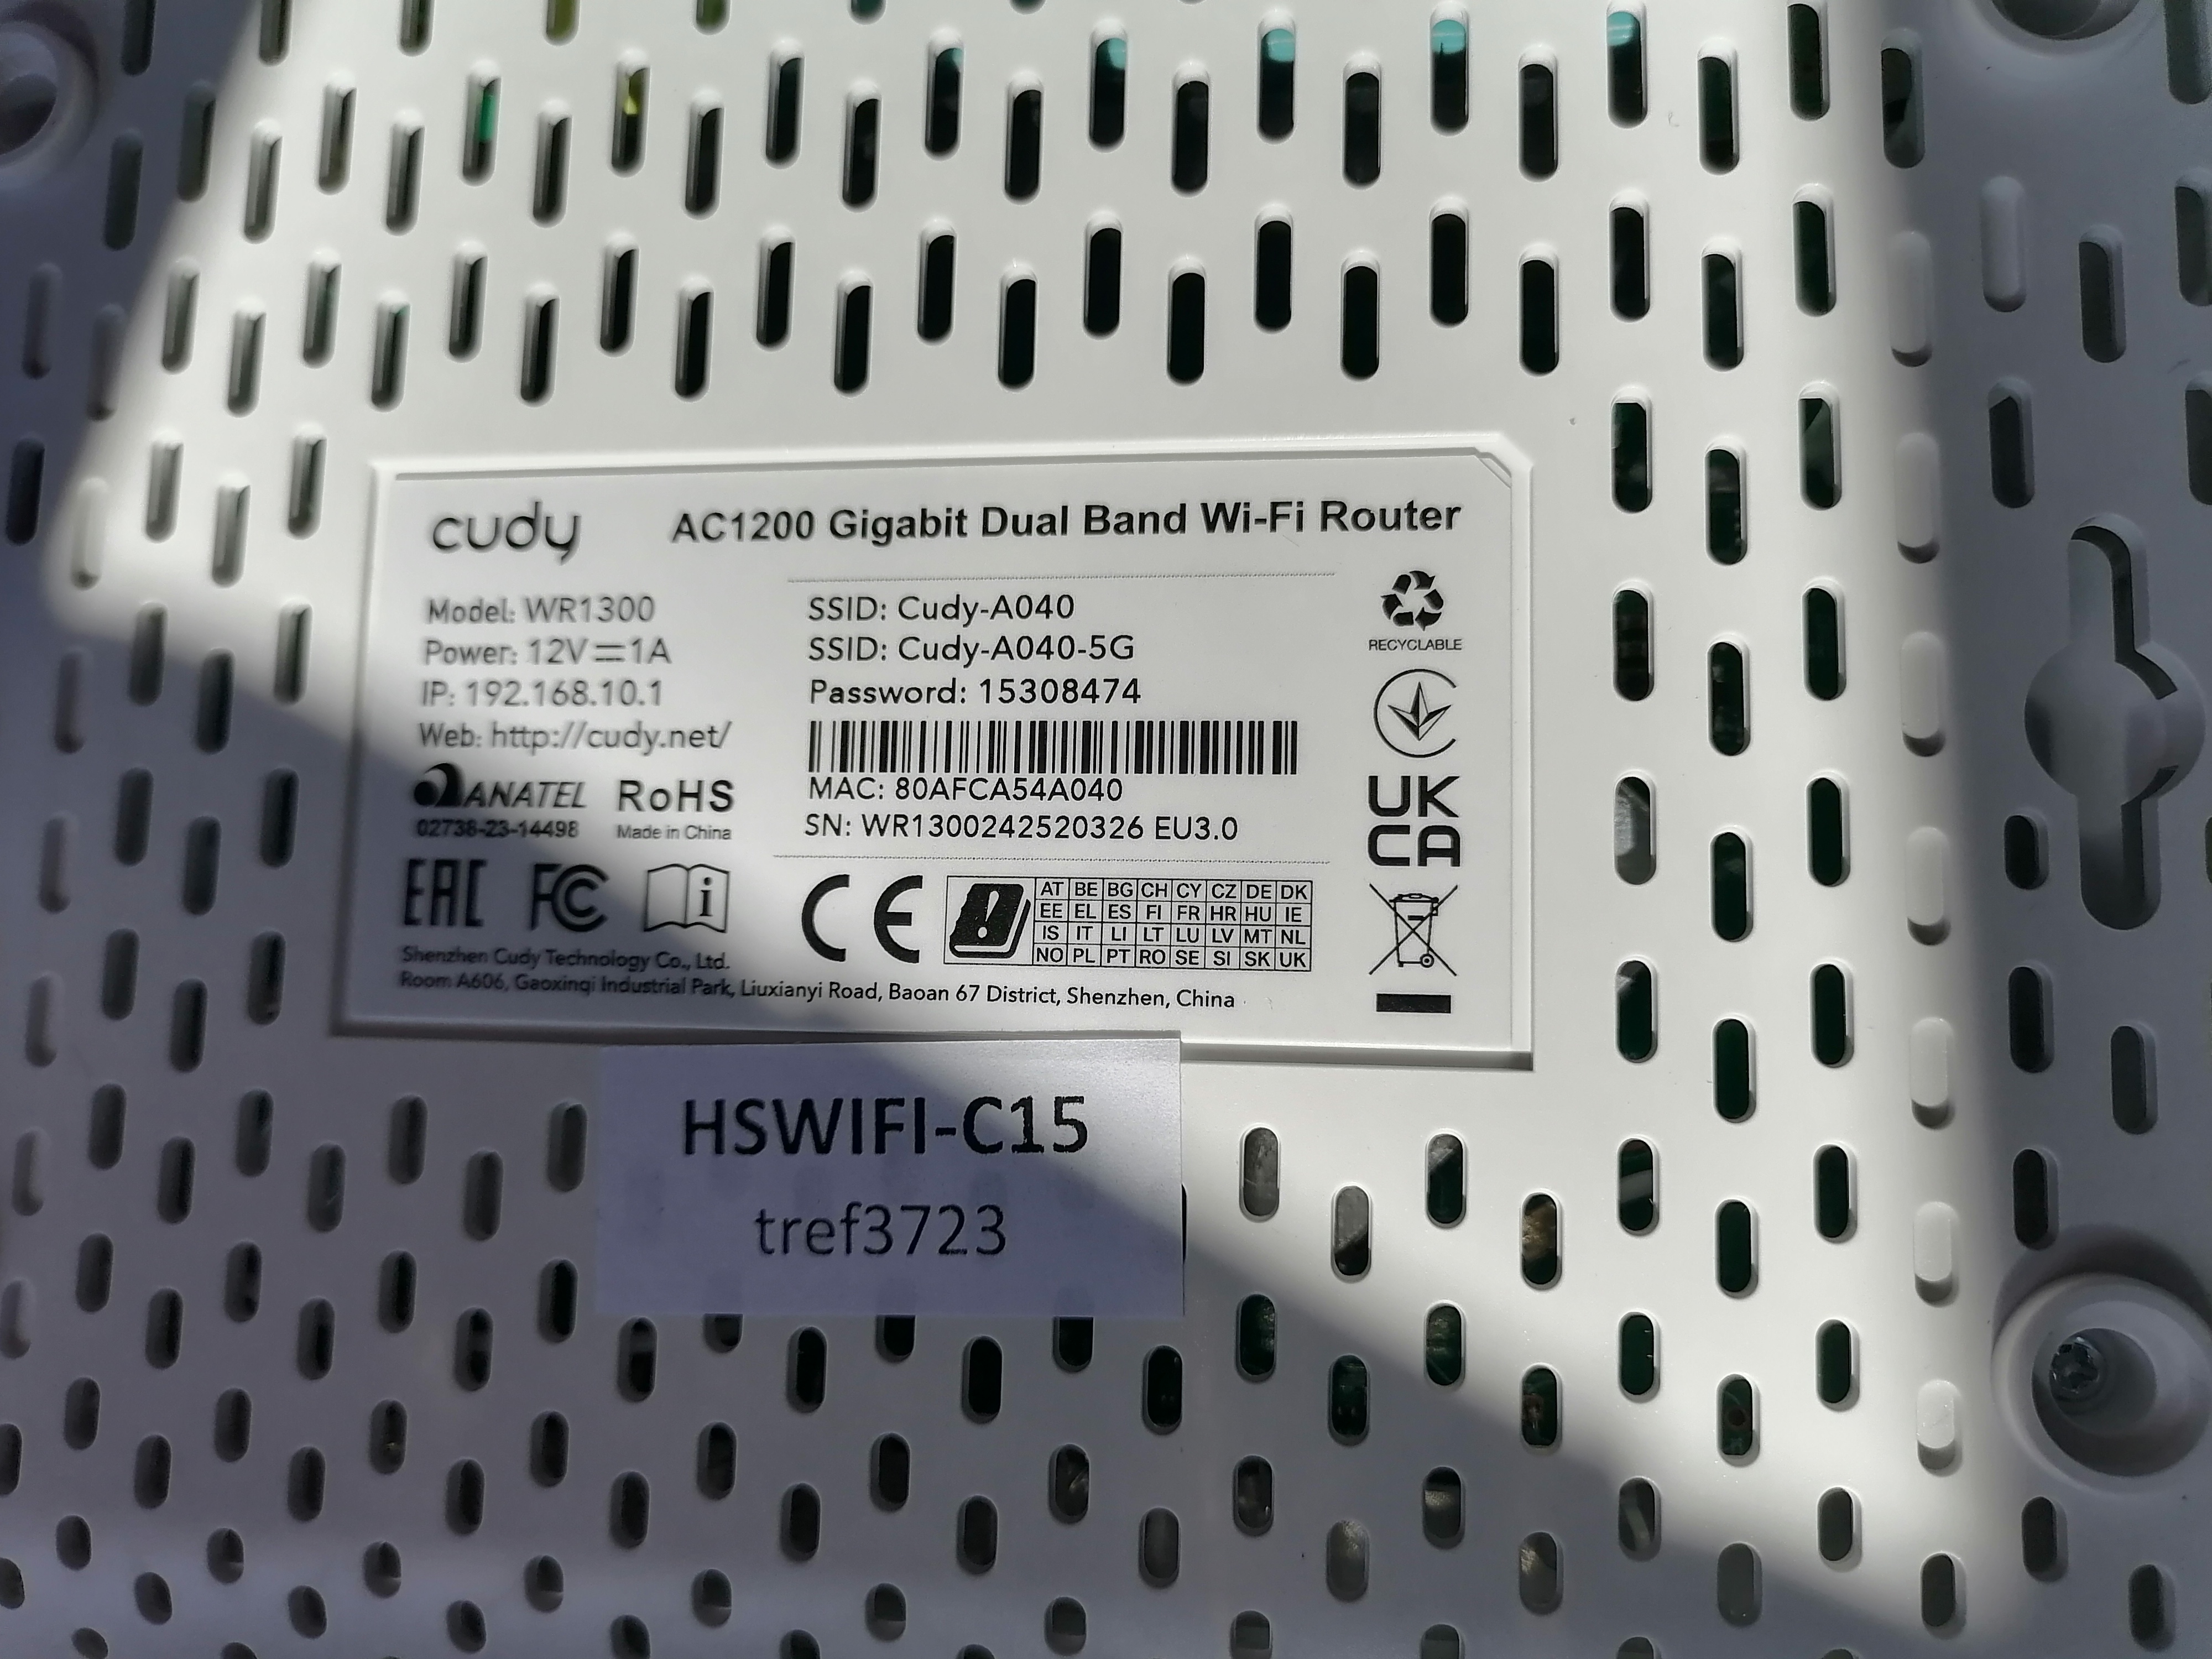 cudy
AC1200 Gigabit Dual Band Wi-Fi Router
Model: WR1300
Power: 12V⎓1A
IP: 192.168.10.1
Web: http://cudy.net/
ANATEL
02738-23-14498
RoHS
Made in China
EAC FC i
SSID: Cudy-A040
SSID: Cudy-A040-5G
Password: 15308474
MAC: 80AFCA54A040
SN: WR1300242520326 EU3.0
CE
!
AT BE BG CH CY CZ DE DK
EE EL ES FI FR HR HU IE
IS IT LI LT LU LV MT NL
NO PL PT RO SE SI SK UK
RECYCLABLE
UK
CA
Shenzhen Cudy Technology Co., Ltd.
Room A606, Gaoxinqi Industrial Park, Liuxianyi Road, Baoan 67 District, Shenzhen, China
HSWIFI-C15
tref3723